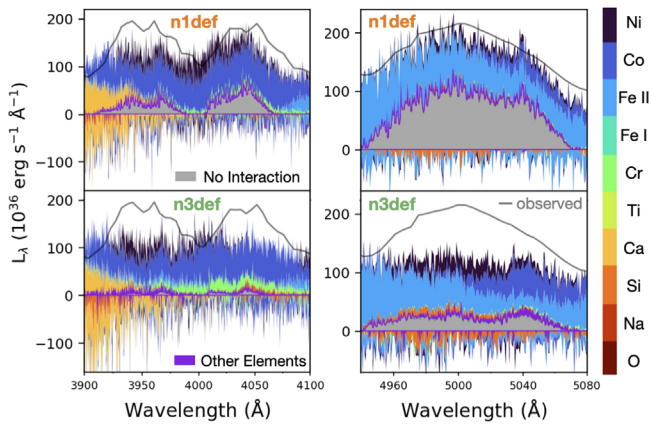 n1def
n1def
200
100
0
−100
No Interaction
200
100
0
n3def
n3def
observed
200
100
0
−100
Other Elements
200
100
0
3900
3950
4000
4050
4100
4960
5000
5040
5080
Wavelength (Å)
Wavelength (Å)
Lλ (10³⁶ erg s⁻¹ Å⁻¹)
Ni
Co
Fe II
Fe I
Cr
Ti
Ca
Si
Na
O